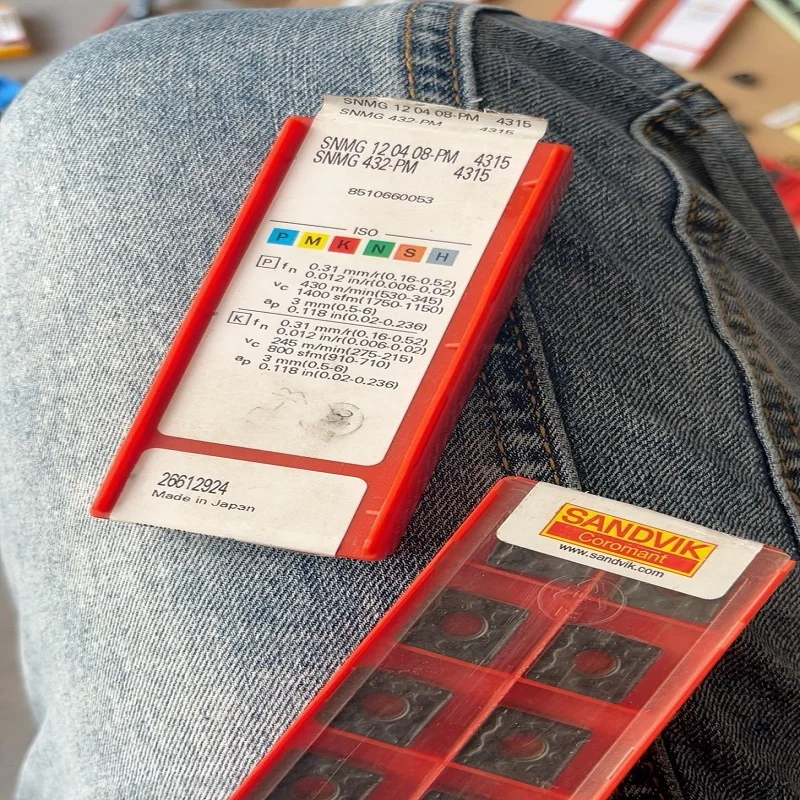 SNMG 12 04 08-PM 4315
SNMG 432-PM 4315
SNMG 12 04 08-PM 4315
SNMG 432-PM 4315
8510660053
ISO
P M K N S H
P fn 0.31 mm/r(0.16-0.52)
0.012 in/r(0.006-0.02)
vc 430 m/min(530-345)
1400 sfm(1750-1150)
ap 3 mm(0.5-6)
0.118 in(0.02-0.236)
K fn 0.31 mm/r(0.16-0.52)
0.012 in/r(0.006-0.02)
vc 245 m/min(275-215)
800 sfm(910-710)
ap 3 mm(0.5-6)
0.118 in(0.02-0.236)
26612924
Made in Japan
SANDVIK
Coromant
www.sandvik.com